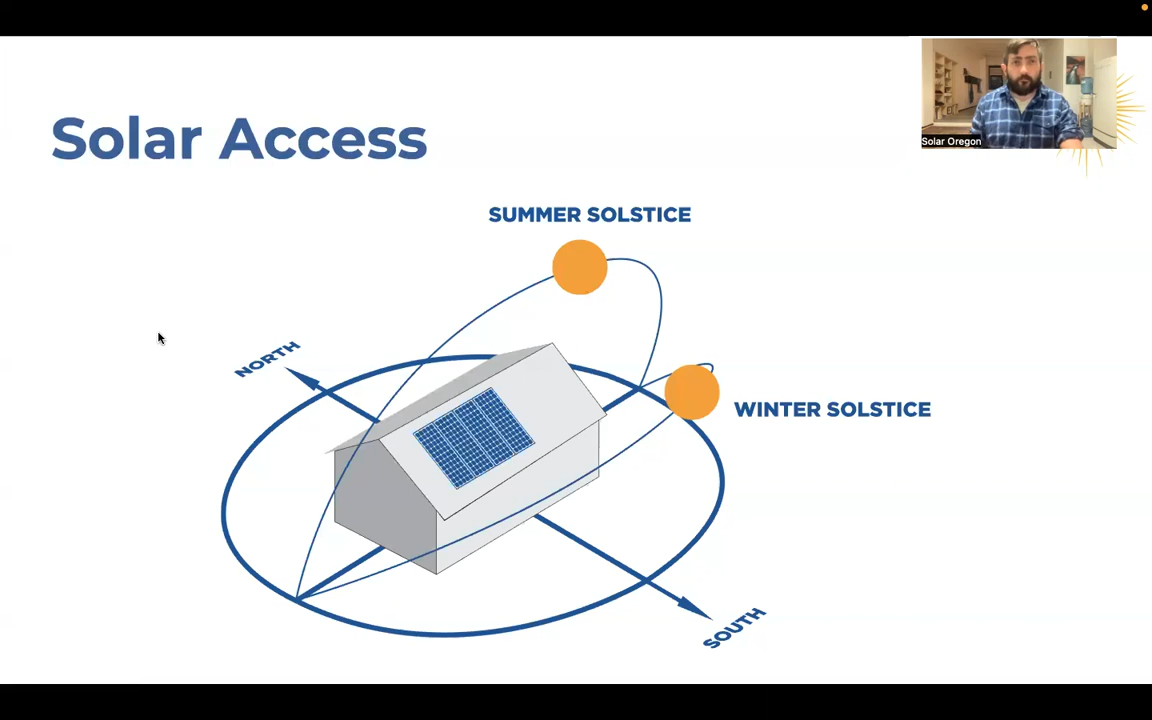 Solar Access
Solar Oregon
SUMMER SOLSTICE
NORTH
WINTER SOLSTICE
SOUTH